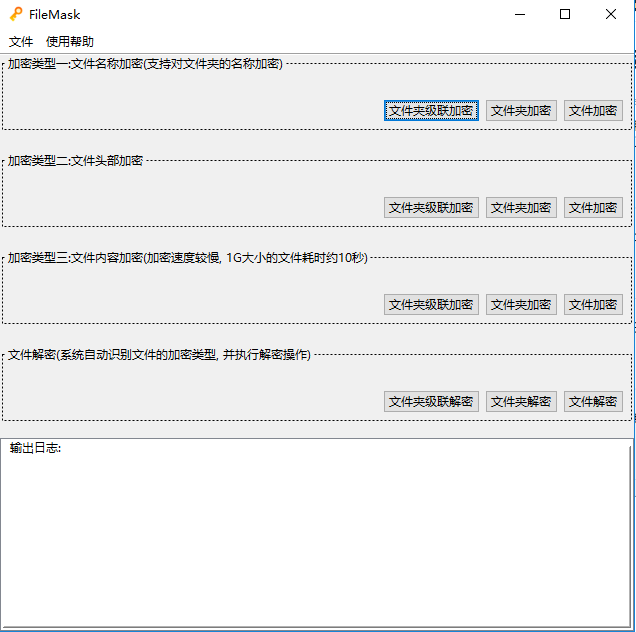 FileMask
文件 使用帮助
加密类型一:文件名称加密(支持对文件夹的名称加密)
文件夹级联加密 文件夹加密 文件加密
加密类型二:文件头部加密
文件夹级联加密 文件夹加密 文件加密
加密类型三:文件内容加密(加密速度较慢, 1G大小的文件耗时约10秒)
文件夹级联加密 文件夹加密 文件加密
文件解密(系统自动识别文件的加密类型, 并执行解密操作)
文件夹级联解密 文件夹解密 文件解密
输出日志: